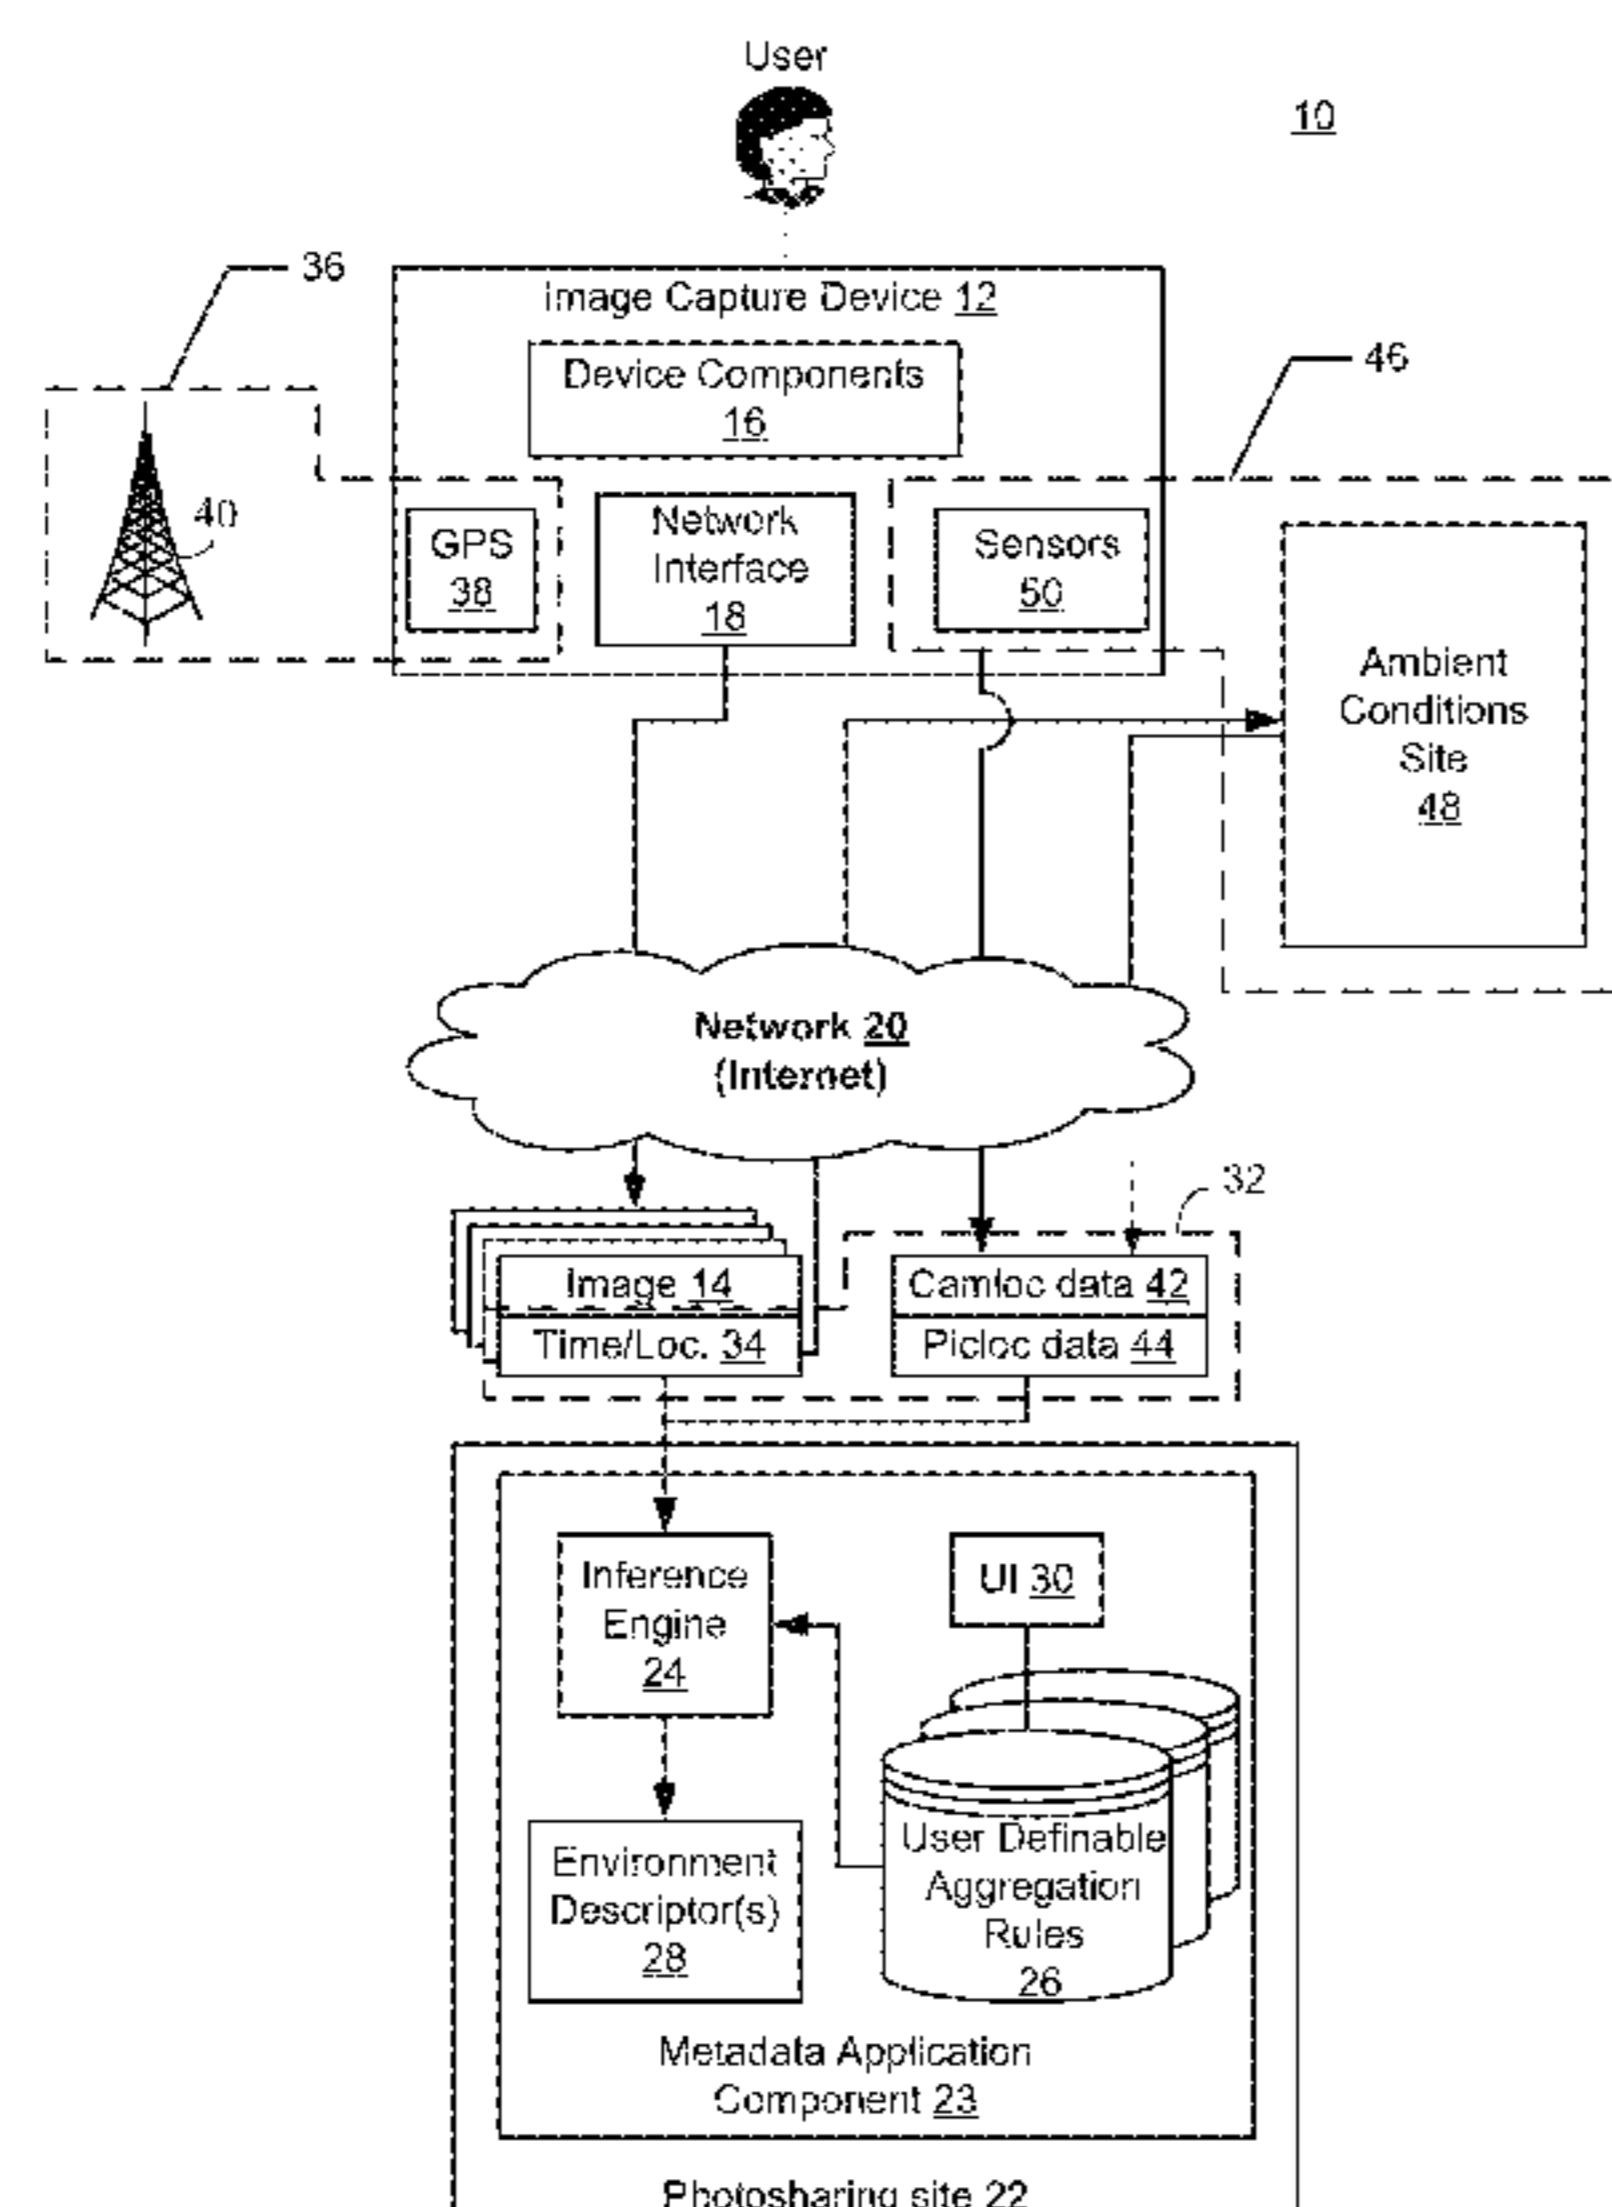 User
10
36
Image Capture Device 12
46
Device Components
16
40
GPS
38
Network
Interface
18
Sensors
50
Ambient
Conditions
Site
48
Network 20
(Internet)
32
Image 14
Time/Loc. 34
Camloc data 42
Picloc data 44
Inference
Engine
24
UI 30
Environment
Descriptor(s)
28
User Definable
Aggregation
Rules
26
Metadata Application
Component 23
Photosharing site 22